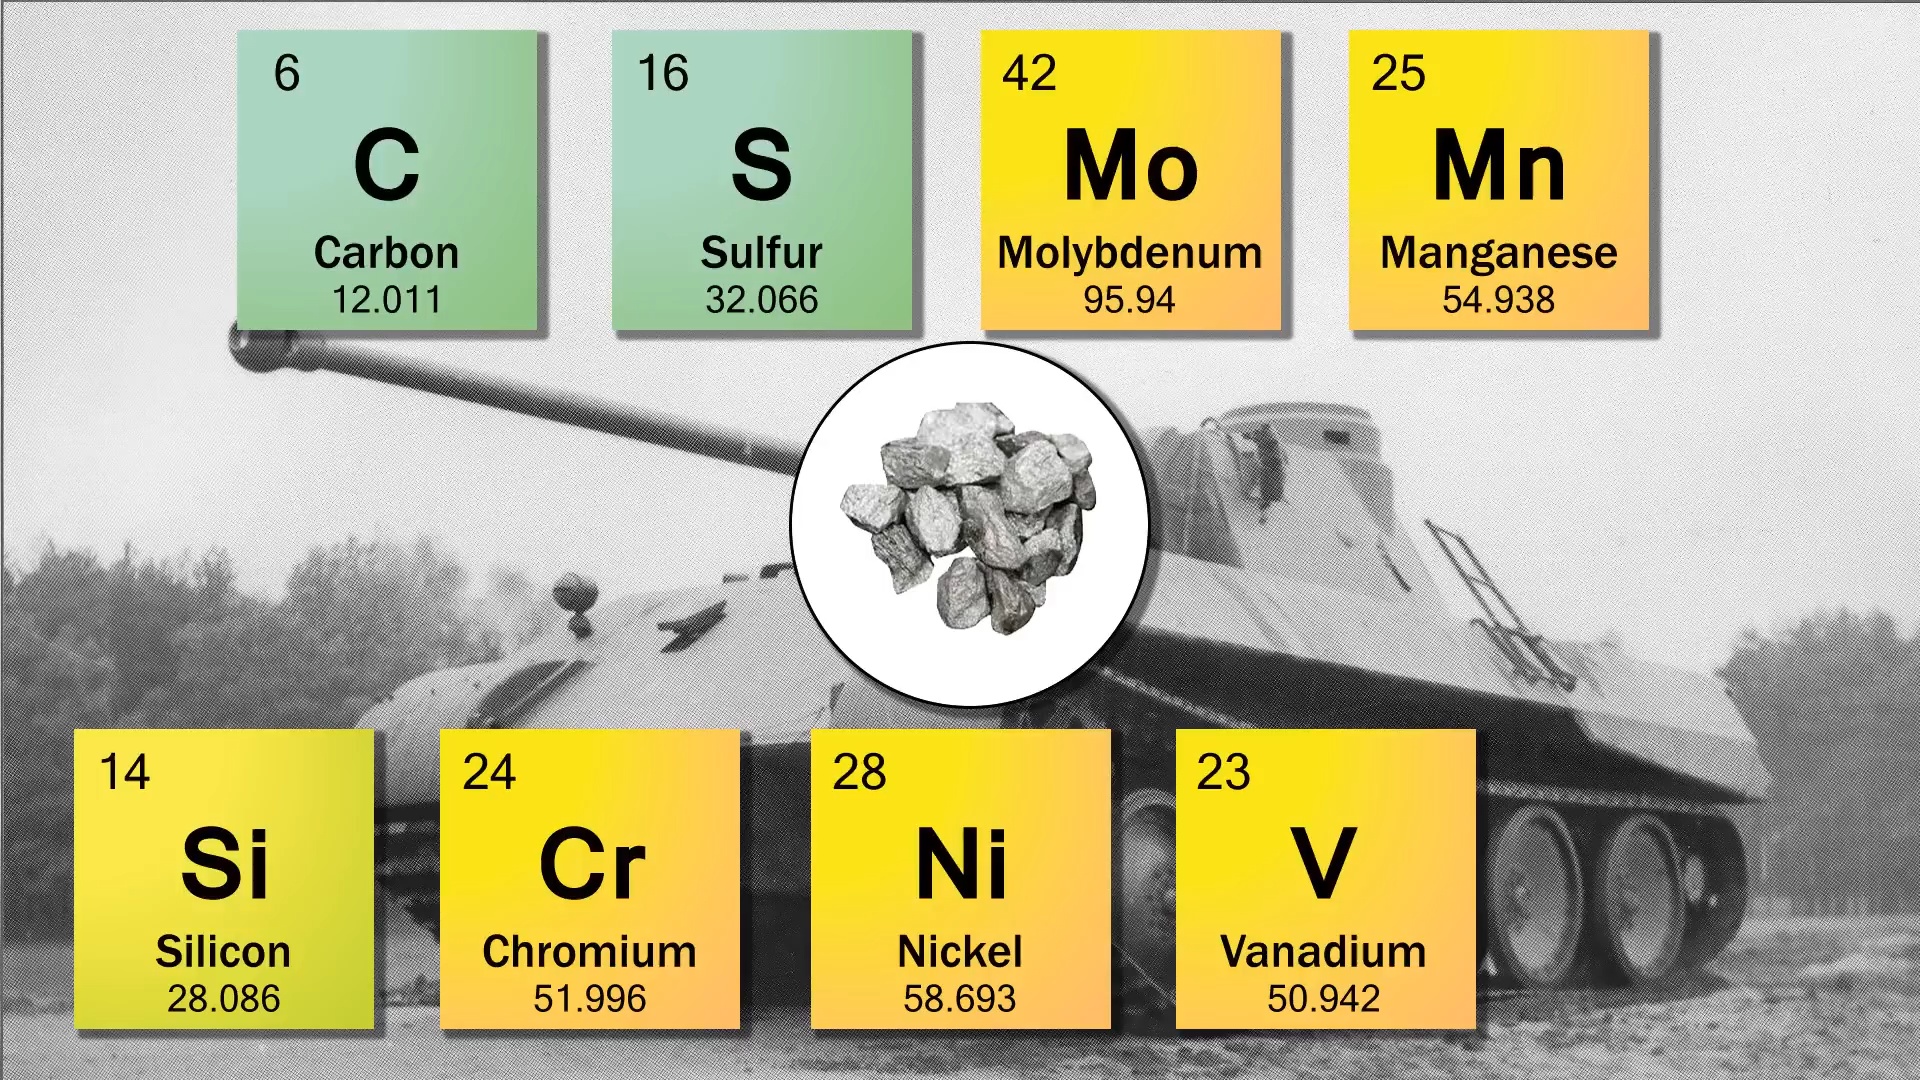 6
C
Carbon
12.011
16
S
Sulfur
32.066
42
Mo
Molybdenum
95.94
25
Mn
Manganese
54.938
14
Si
Silicon
28.086
24
Cr
Chromium
51.996
28
Ni
Nickel
58.693
23
V
Vanadium
50.942